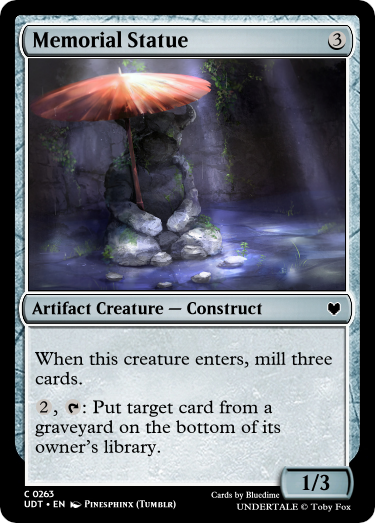 Memorial Statue 3
Artifact Creature — Construct
When this creature enters, mill three
cards.
2, : Put target card from a
graveyard on the bottom of its
owner's library.
1/3
C 0263
UDT • EN Pinesphinx (Tumblr)
Cards by Bluedime
UNDERTALE © Toby Fox